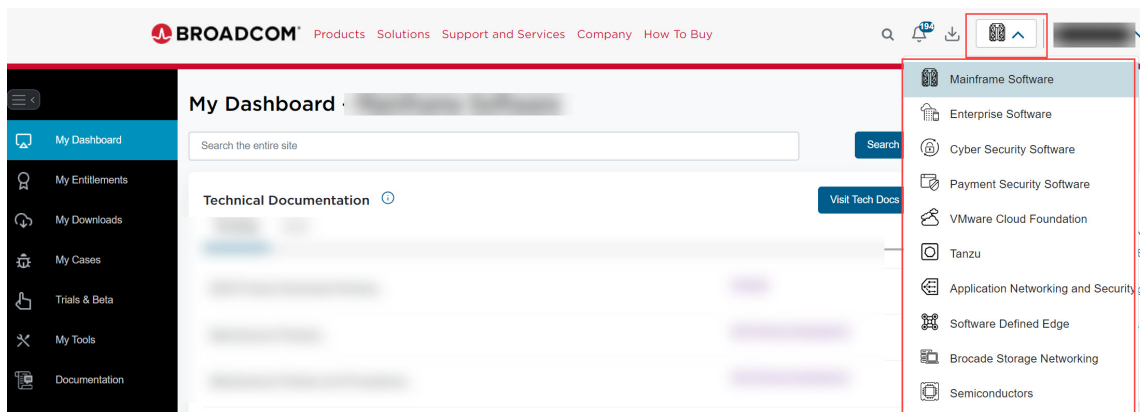 BROADCOM® Products Solutions Support and Services Company How To Buy 194
My Dashboard -
Search the entire site Search
Technical Documentation Visit Tech Docs
My Dashboard
My Entitlements
My Downloads
My Cases
Trials & Beta
My Tools
Documentation
Mainframe Software
Enterprise Software
Cyber Security Software
Payment Security Software
VMware Cloud Foundation
Tanzu
Application Networking and Security
Software Defined Edge
Brocade Storage Networking
Semiconductors